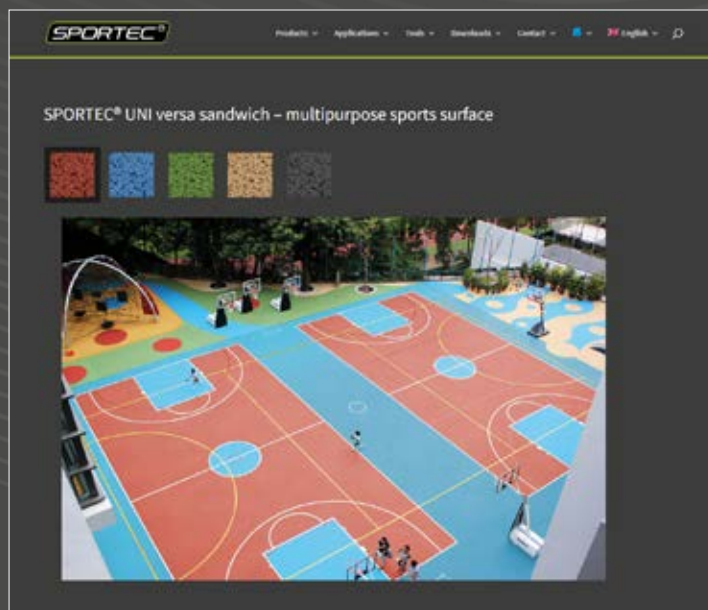 SPORTEC®
Products Applications Tools Downloads Contact English
SPORTEC® UNI versa sandwich – multipurpose sports surface